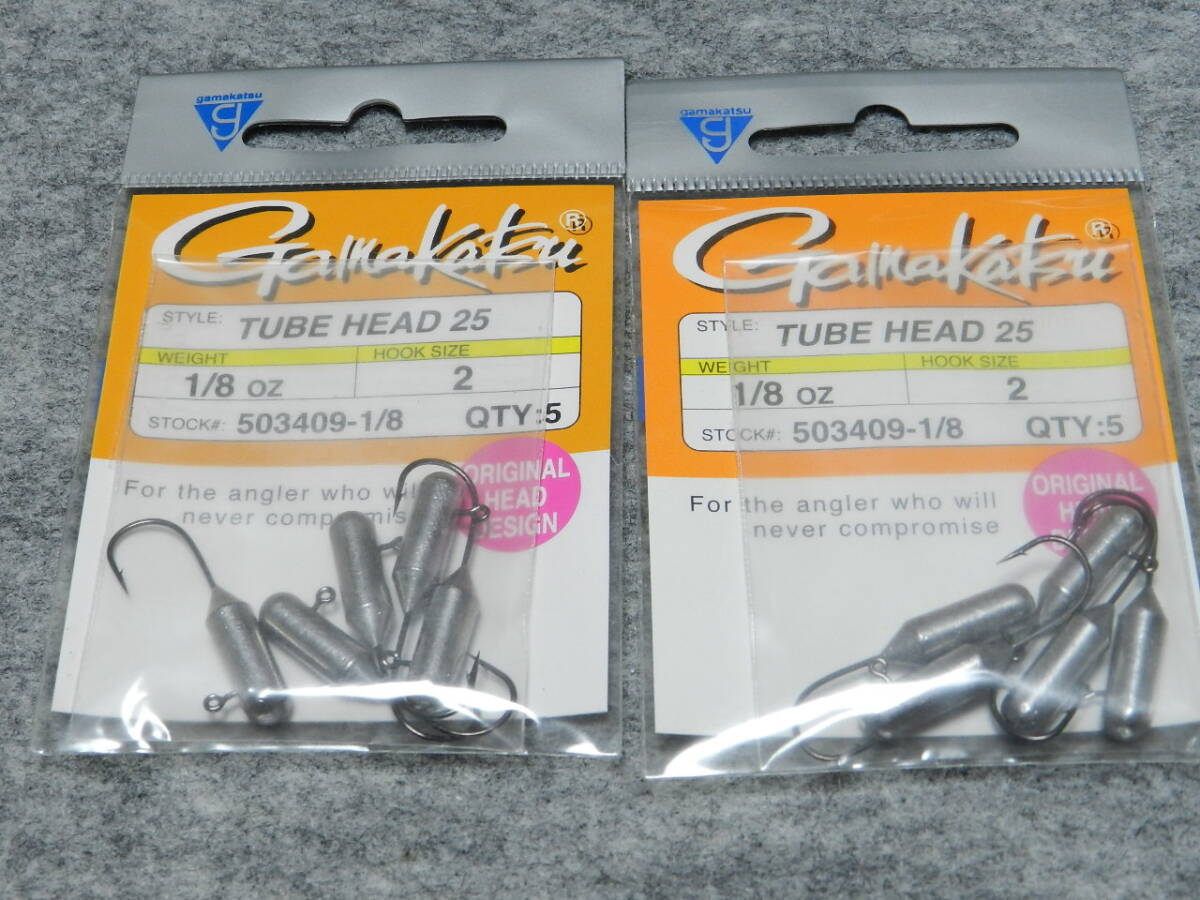 gamakatsu
Gamakatsu
STYLE: TUBE HEAD 25
WEIGHT HOOK SIZE
1/8 oz 2
STOCK#: 503409-1/8 QTY:5
ORIGINAL
HEAD
DESIGN
For the angler who will
never compromise
gamakatsu
Gamakatsu
STYLE: TUBE HEAD 25
WEIGHT HOOK SIZE
1/8 oz 2
STOCK#: 503409-1/8 QTY:5
ORIGINAL
For the angler who will
never compromise